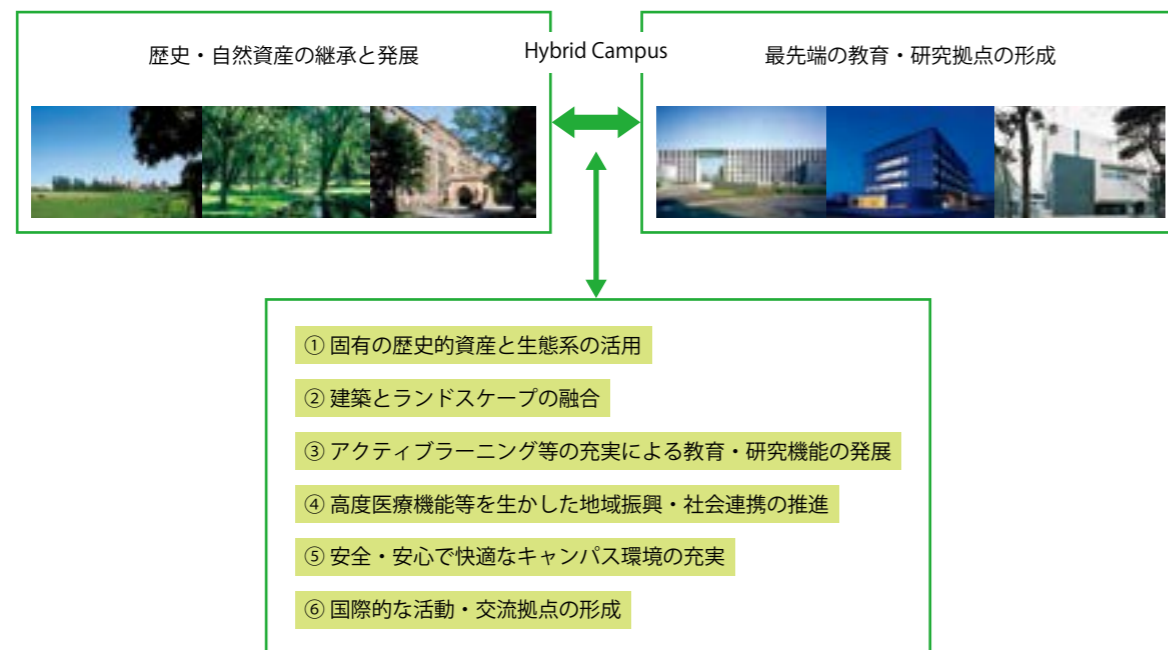 歴史・自然資産の継承と発展
Hybrid Campus
最先端の教育・研究拠点の形成
① 固有の歴史的資産と生態系の活用
② 建築とランドスケープの融合
③ アクティブラーニング等の充実による教育・研究機能の発展
④ 高度医療機能等を生かした地域振興・社会連携の推進
⑤ 安全・安心で快適なキャンパス環境の充実
⑥ 国際的な活動・交流拠点の形成